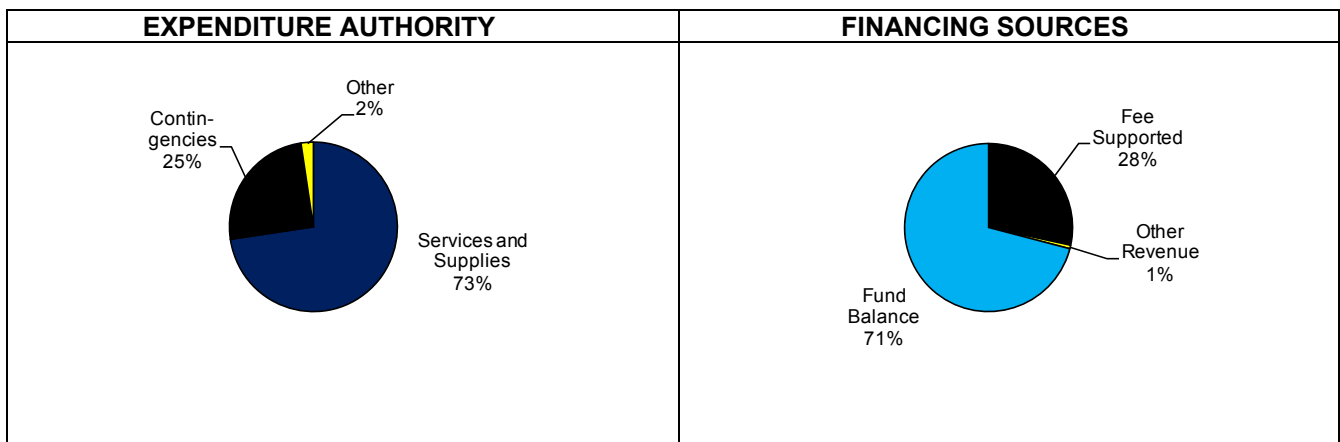 EXPENDITURE AUTHORITY
Other
2%
Contin-
gencies
25%
Services and
Supplies
73%
FINANCING SOURCES
Fee
Supported
28%
Other
Revenue
1%
Fund
Balance
71%